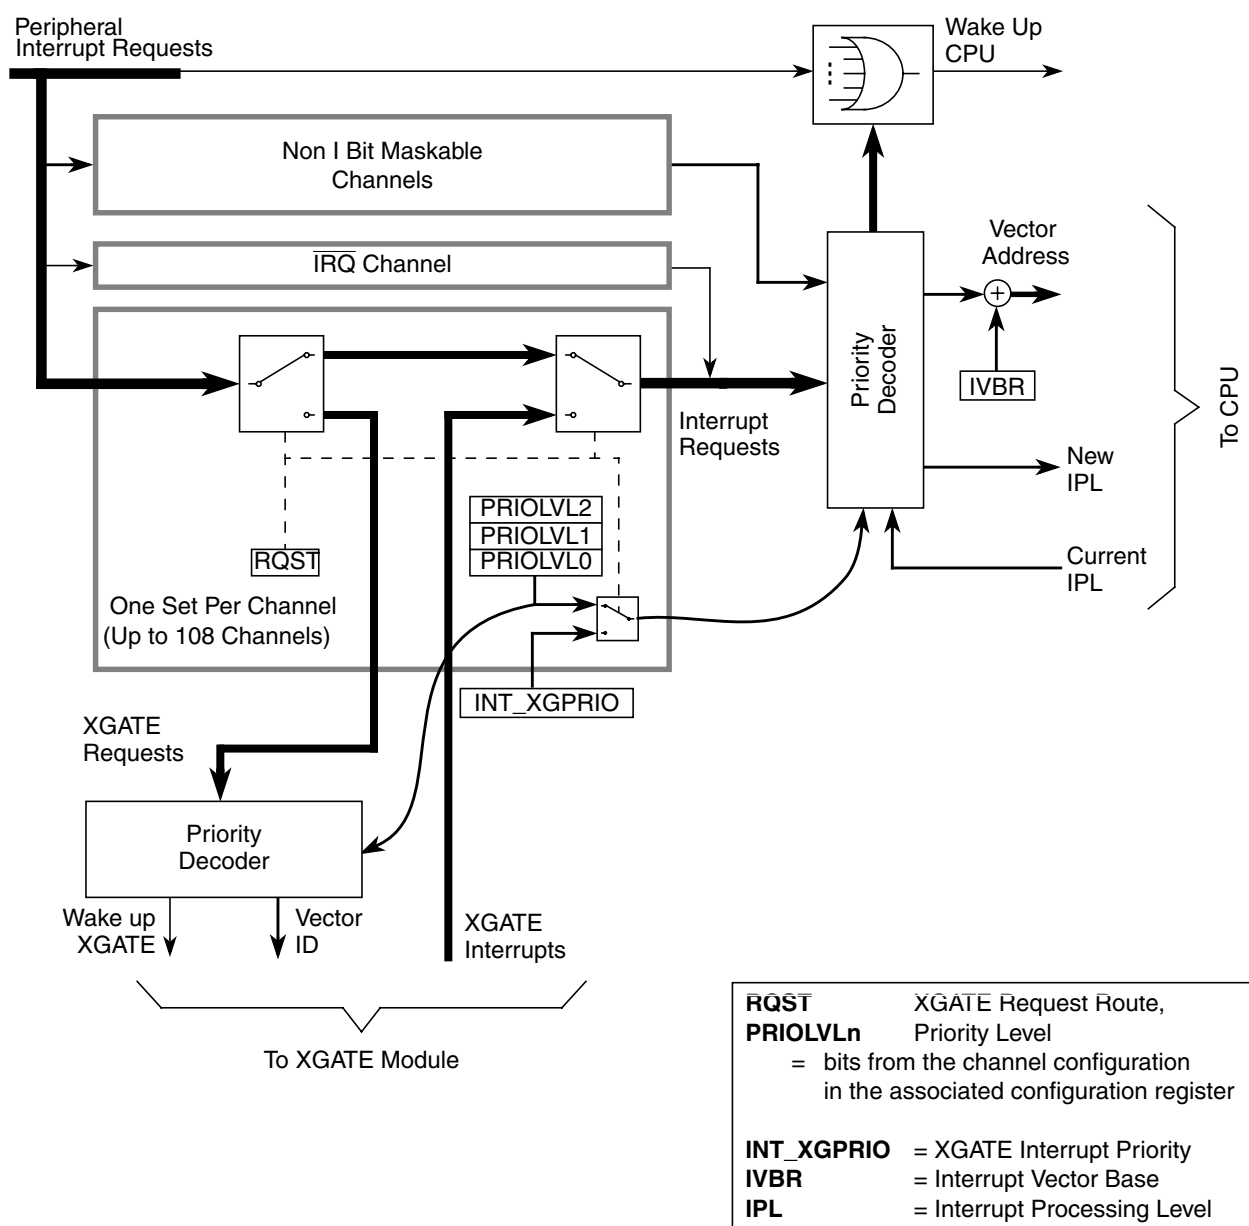 Peripheral
Interrupt Requests
Wake Up
CPU
Non I Bit Maskable
Channels
IRQ Channel
Vector
Address
+
IVBR
Priority
Decoder
To CPU
Interrupt
Requests
New
IPL
Current
IPL
PRIOLVL2
PRIOLVL1
PRIOLVL0
RQST
One Set Per Channel
(Up to 108 Channels)
INT_XGPRIO
XGATE
Requests
Priority
Decoder
Wake up
XGATE
Vector
ID
XGATE
Interrupts
To XGATE Module
RQST XGATE Request Route,
PRIOLVLn Priority Level
= bits from the channel configuration
in the associated configuration register
INT_XGPRIO = XGATE Interrupt Priority
IVBR = Interrupt Vector Base
IPL = Interrupt Processing Level